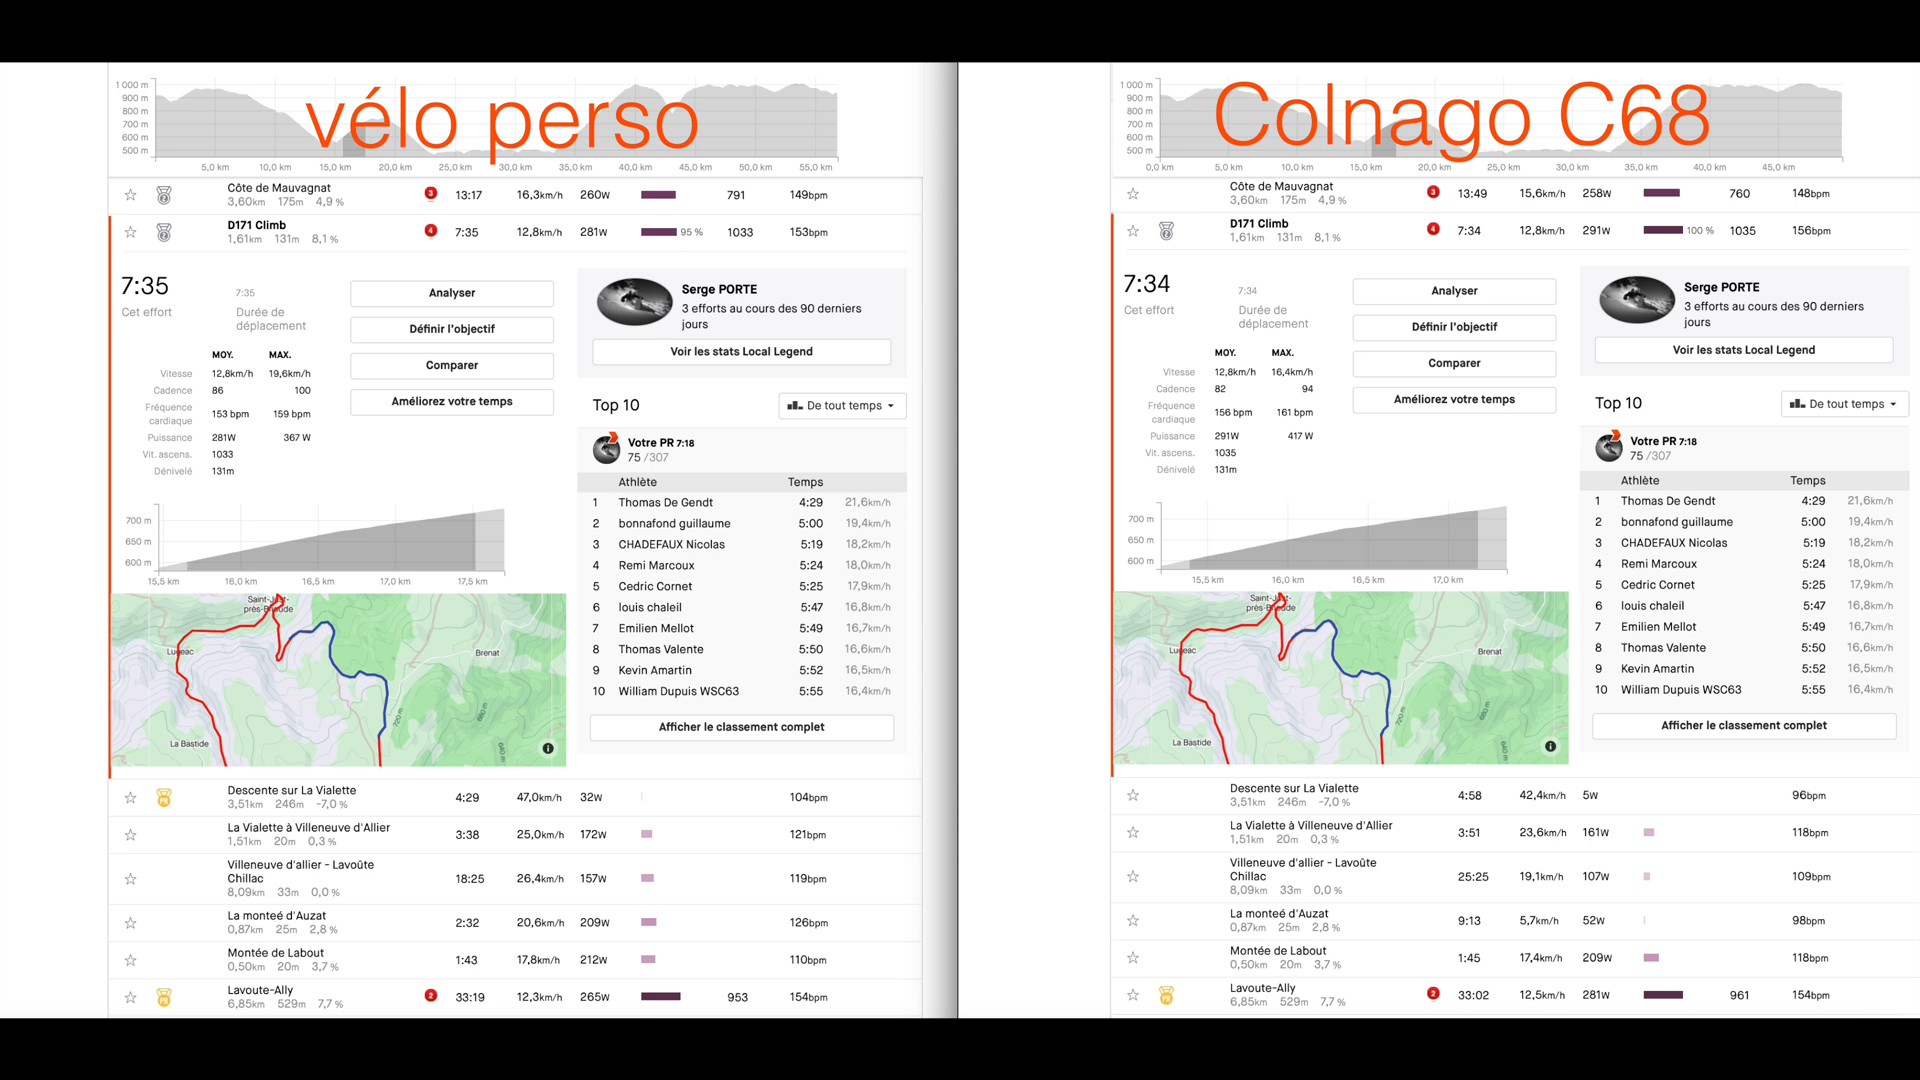 vélo perso
1 000 m
900 m
800 m
700 m
600 m
500 m
5,0 km 10,0 km 15,0 km 20,0 km 25,0 km 30,0 km 35,0 km 40,0 km 45,0 km 50,0 km 55,0 km
Côte de Mauvagnat 3 13:17 16,3km/h 260W 791 149bpm
3,60km 175m 4,9 %
D171 Climb 4 7:35 12,8km/h 281W 95 % 1033 153bpm
1,61km 131m 8,1 %
7:35
Cet effort
7:35
Durée de
déplacement
MOY. MAX.
Vitesse 12,8km/h 19,6km/h
Cadence 86 100
Fréquence
cardiaque 153 bpm 159 bpm
Puissance 281W 367 W
Vit. ascens. 1033
Dénivelé 131m
Analyser
Définir l'objectif
Comparer
Améliorez votre temps
Serge PORTE
3 efforts au cours des 90 derniers
jours
Voir les stats Local Legend
Top 10 De tout temps
Votre PR 7:18
75 /307
Athlète Temps
1 Thomas De Gendt 4:29 21,6km/h
2 bonnafond guillaume 5:00 19,4km/h
3 CHADEFAUX Nicolas 5:19 18,2km/h
4 Remi Marcoux 5:24 18,0km/h
5 Cedric Cornet 5:25 17,9km/h
6 louis chaleil 5:47 16,8km/h
7 Emilien Mellot 5:49 16,7km/h
8 Thomas Valente 5:50 16,6km/h
9 Kevin Amartin 5:52 16,5km/h
10 William Dupuis WSC63 5:55 16,4km/h
Afficher le classement complet
700 m
650 m
600 m
15,5 km 16,0 km 16,5 km 17,0 km 17,5 km
Saint-Just-
près-Brioude
Lugeac
Brenat
La Bastide
720 m
680 m
640 m
Descente sur La Vialette 4:29 47,0km/h 32W 104bpm
3,51km 246m -7,0 %
La Vialette à Villeneuve d'Allier 3:38 25,0km/h 172W 121bpm
1,51km 20m 0,3 %
Villeneuve d'allier - Lavoûte
Chillac 18:25 26,4km/h 157W 119bpm
8,09km 33m 0,0 %
La monteé d'Auzat 2:32 20,6km/h 209W 126bpm
0,87km 25m 2,8 %
Montée de Labout 1:43 17,8km/h 212W 110bpm
0,50km 20m 3,7 %
Lavoute-Ally 2 33:19 12,3km/h 265W 953 154bpm
6,85km 529m 7,7 %
Colnago C68
1 000 m
900 m
800 m
700 m
600 m
500 m
0,0 km 5,0 km 10,0 km 15,0 km 20,0 km 25,0 km 30,0 km 35,0 km 40,0 km 45,0 km
Côte de Mauvagnat 3 13:49 15,6km/h 258W 760 148bpm
3,60km 175m 4,9 %
D171 Climb 4 7:34 12,8km/h 291W 100 % 1035 156bpm
1,61km 131m 8,1 %
7:34
Cet effort
7:34
Durée de
déplacement
MOY. MAX.
Vitesse 12,8km/h 16,4km/h
Cadence 82 94
Fréquence
cardiaque 156 bpm 161 bpm
Puissance 291W 417 W
Vit. ascens. 1035
Dénivelé 131m
Analyser
Définir l'objectif
Comparer
Améliorez votre temps
Serge PORTE
3 efforts au cours des 90 derniers
jours
Voir les stats Local Legend
Top 10 De tout temps
Votre PR 7:18
75 /307
Athlète Temps
1 Thomas De Gendt 4:29 21,6km/h
2 bonnafond guillaume 5:00 19,4km/h
3 CHADEFAUX Nicolas 5:19 18,2km/h
4 Remi Marcoux 5:24 18,0km/h
5 Cedric Cornet 5:25 17,9km/h
6 louis chaleil 5:47 16,8km/h
7 Emilien Mellot 5:49 16,7km/h
8 Thomas Valente 5:50 16,6km/h
9 Kevin Amartin 5:52 16,5km/h
10 William Dupuis WSC63 5:55 16,4km/h
Afficher le classement complet
700 m
650 m
600 m
15,5 km 16,0 km 16,5 km 17,0 km
Saint-Just-
près-Brioude
Lugeac
Brenat
La Bastide
720 m
680 m
640 m
Descente sur La Vialette 4:58 42,4km/h 5W 96bpm
3,51km 246m -7,0 %
La Vialette à Villeneuve d'Allier 3:51 23,6km/h 161W 118bpm
1,51km 20m 0,3 %
Villeneuve d'allier - Lavoûte
Chillac 25:25 19,1km/h 107W 109bpm
8,09km 33m 0,0 %
La monteé d'Auzat 9:13 5,7km/h 52W 98bpm
0,87km 25m 2,8 %
Montée de Labout 1:45 17,4km/h 209W 118bpm
0,50km 20m 3,7 %
Lavoute-Ally 2 33:02 12,5km/h 281W 961 154bpm
6,85km 529m 7,7 %